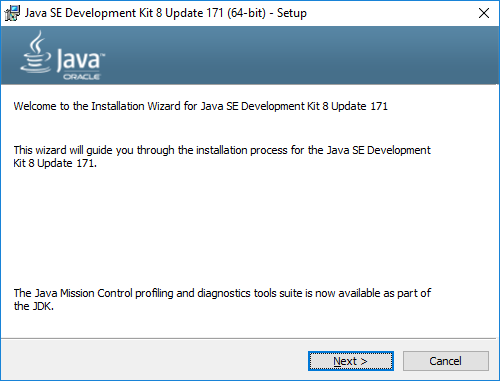 Java SE Development Kit 8 Update 171 (64-bit) - Setup
Java
ORACLE
Welcome to the Installation Wizard for Java SE Development Kit 8 Update 171
This wizard will guide you through the installation process for the Java SE Development
Kit 8 Update 171.
The Java Mission Control profiling and diagnostics tools suite is now available as part of
the JDK.
Next >
Cancel